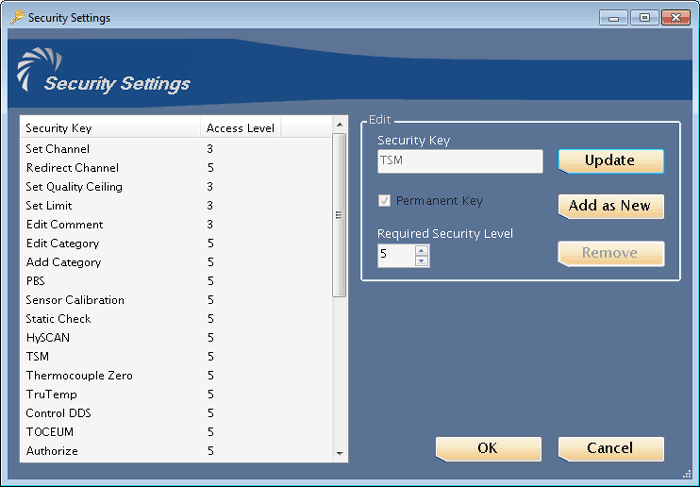 Security Settings
Security Settings
Security Key Access Level
Set Channel 3
Redirect Channel 5
Set Quality Ceiling 3
Set Limit 3
Edit Comment 3
Edit Category 5
Add Category 5
PBS 5
Sensor Calibration 5
Static Check 5
HySCAN 5
TSM 5
Thermocouple Zero 5
TruTemp 5
Control DDS 5
TOCEUM 5
Authorize 5
Edit
Security Key
TSM
Update
Permanent Key
Add as New
Required Security Level
5
Remove
OK
Cancel